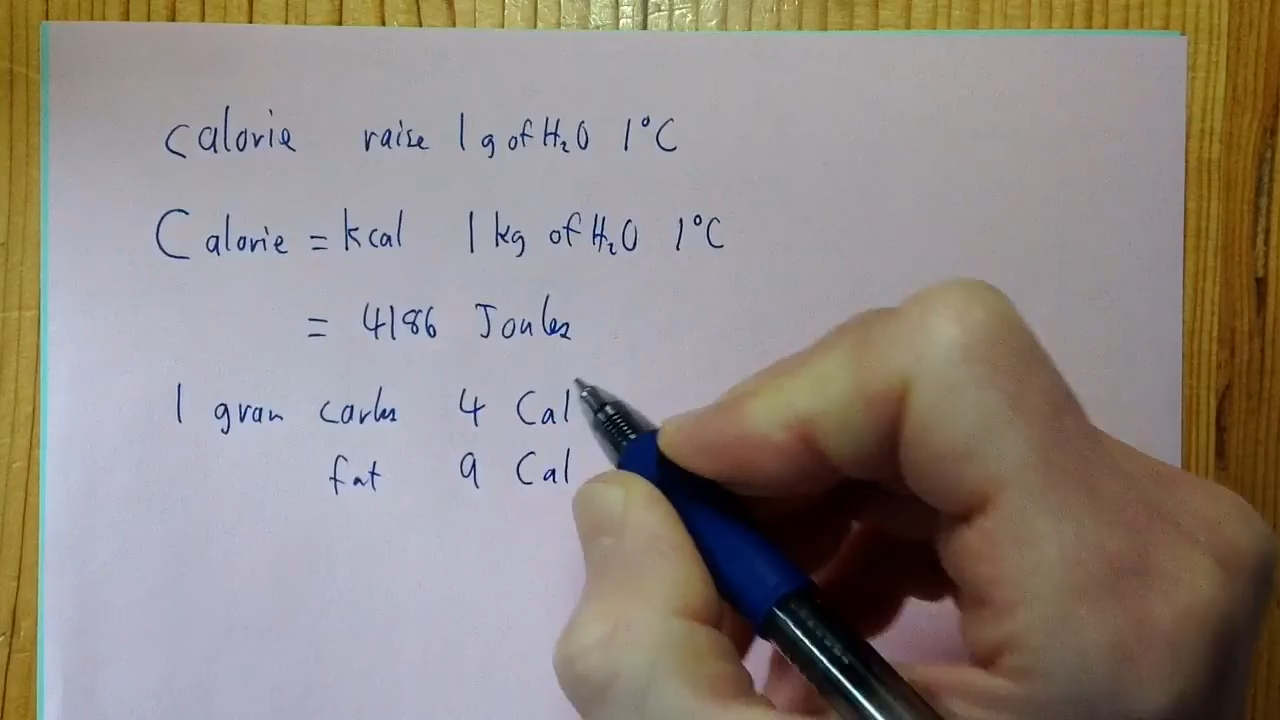 calorie raise 1 g of H₂O 1°C
Calorie = kcal 1 kg of H₂O 1°C
= 4186 Joules
1 gram carbs 4 Cal
fat 9 Cal